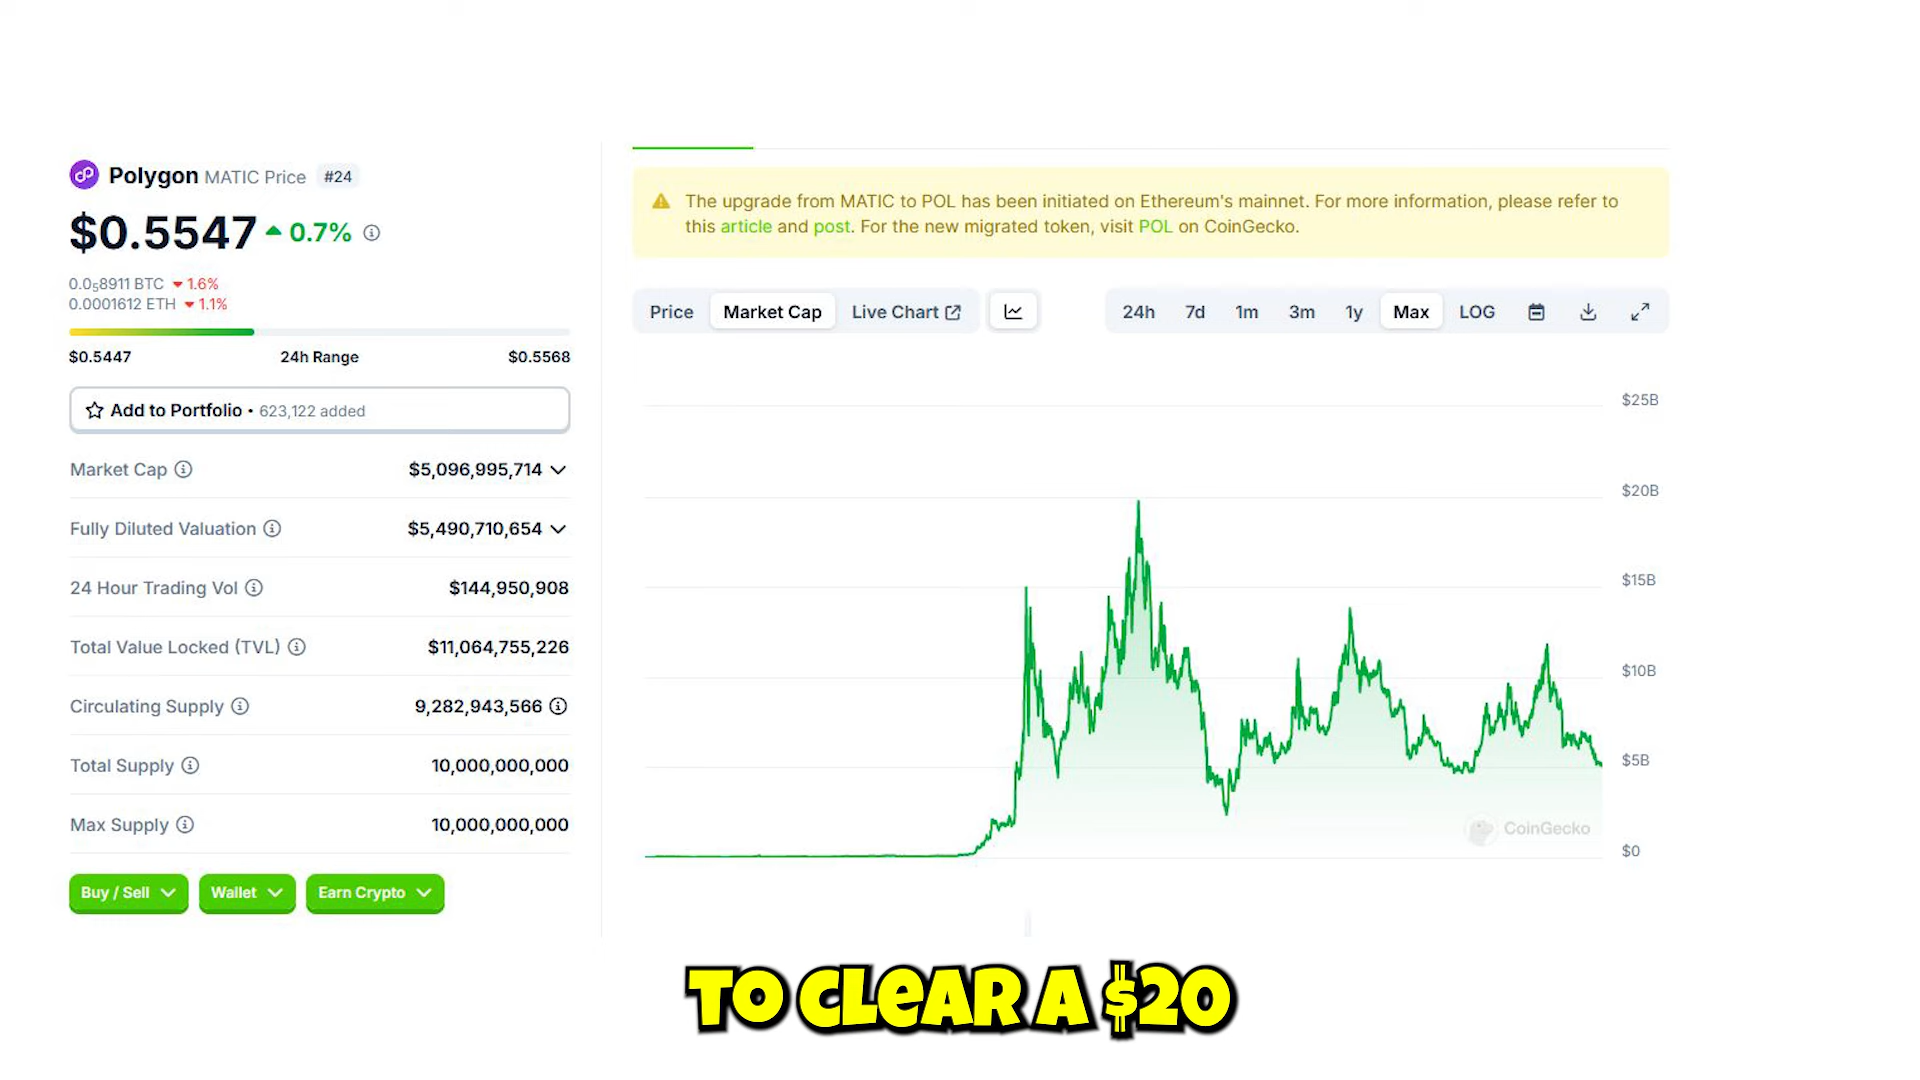 Polygon MATIC Price #24
$0.5547 0.7%
0.0₅8911 BTC 1.6%
0.0001612 ETH 1.1%
$0.5447 24h Range $0.5568
Add to Portfolio • 623,122 added
Market Cap $5,096,995,714
Fully Diluted Valuation $5,490,710,654
24 Hour Trading Vol $144,950,908
Total Value Locked (TVL) $11,064,755,226
Circulating Supply 9,282,943,566
Total Supply 10,000,000,000
Max Supply 10,000,000,000
Buy / Sell Wallet Earn Crypto
The upgrade from MATIC to POL has been initiated on Ethereum's mainnet. For more information, please refer to
this article and post. For the new migrated token, visit POL on CoinGecko.
Price Market Cap Live Chart 24h 7d 1m 3m 1y Max LOG
$25B
$20B
$15B
$10B
$5B
CoinGecko
$0
TO CLEAR A $20